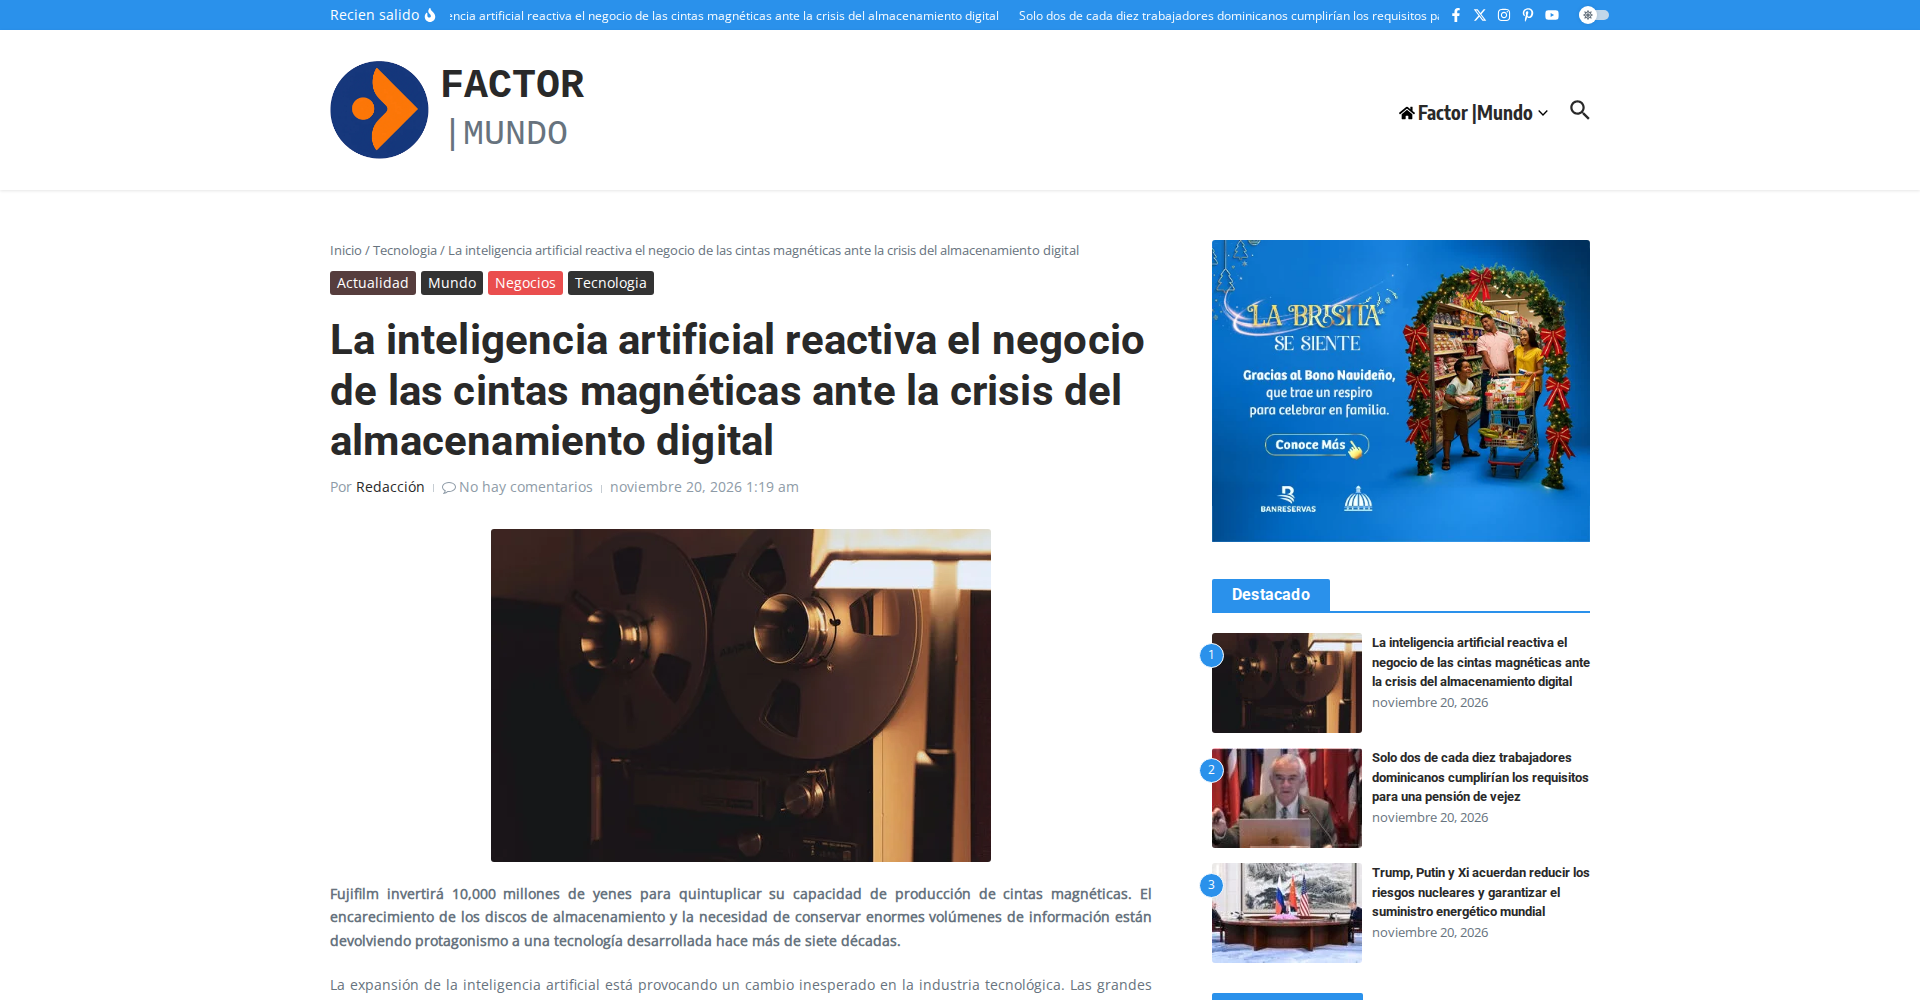 Recien salido
encia artificial reactiva el negocio de las cintas magnéticas ante la crisis del almacenamiento digital Solo dos de cada diez trabajadores dominicanos cumplirían los requisitos
FACTOR
|MUNDO
Factor |Mundo
Inicio / Tecnologia / La inteligencia artificial reactiva el negocio de las cintas magnéticas ante la crisis del almacenamiento digital
Actualidad Mundo Negocios Tecnologia
La inteligencia artificial reactiva el negocio
de las cintas magnéticas ante la crisis del
almacenamiento digital
Por Redacción No hay comentarios noviembre 20, 2026 1:19 am
Fujifilm invertirá 10,000 millones de yenes para quintuplicar su capacidad de producción de cintas magnéticas. El
encarecimiento de los discos de almacenamiento y la necesidad de conservar enormes volúmenes de información están
devolviendo protagonismo a una tecnología desarrollada hace más de siete décadas.
La expansión de la inteligencia artificial está provocando un cambio inesperado en la industria tecnológica. Las grandes
LA BRISITA
SE SIENTE
Gracias al Bono Navideño,
que trae un respiro
para celebrar en familia.
Conoce Más
BANRESERVAS
Destacado
1
La inteligencia artificial reactiva el
negocio de las cintas magnéticas ante
la crisis del almacenamiento digital
noviembre 20, 2026
2
Solo dos de cada diez trabajadores
dominicanos cumplirían los requisitos
para una pensión de vejez
noviembre 20, 2026
3
Trump, Putin y Xi acuerdan reducir los
riesgos nucleares y garantizar el
suministro energético mundial
noviembre 20, 2026